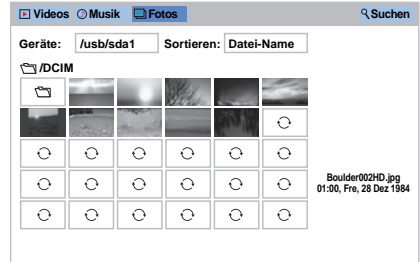 Videos Musik Fotos Suchen
Geräte: /usb/sda1 Sortieren: Datei-Name
/DCIM
Boulder002HD.jpg
01:00, Fre, 28 Dez 1984